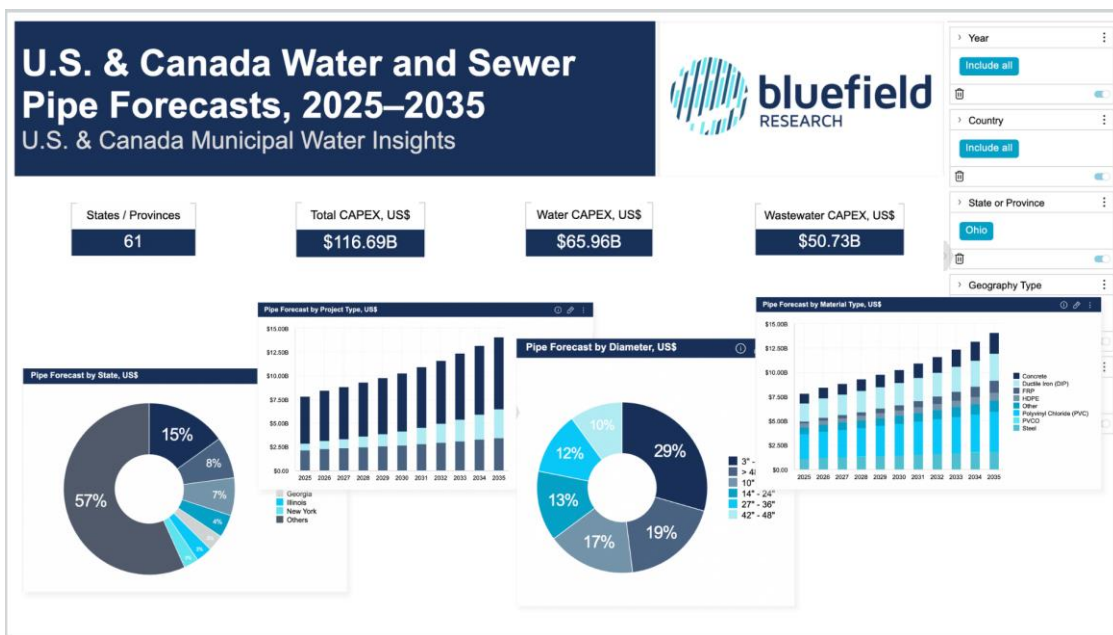 U.S. & Canada Water and Sewer
Pipe Forecasts, 2025–2035
U.S. & Canada Municipal Water Insights
bluefield
RESEARCH
States / Provinces
61
Total CAPEX, US$
$116.69B
Water CAPEX, US$
$65.96B
Wastewater CAPEX, US$
$50.73B
Year
Include all
Country
Include all
State or Province
Ohio
Geography Type
Pipe Forecast by State, US$
15%
8%
7%
4%
57%
Georgia
Illinois
New York
Others
Pipe Forecast by Project Type, US$
$15.00B
$12.50B
$10.00B
$7.50B
$5.00B
$2.50B
$0.00
2025 2026 2027 2028 2029 2030 2031 2032 2033 2034 2035
Pipe Forecast by Diameter, US$
29%
19%
17%
13%
12%
10%
3" -
10"
14" - 24"
27" - 36"
42" - 48"
Pipe Forecast by Material Type, US$
$15.00B
$12.50B
$10.00B
$7.50B
$5.00B
$2.50B
$0.00
2025 2026 2027 2028 2029 2030 2031 2032 2033 2034 2035
Concrete
Ductile Iron (DIP)
FRP
HDPE
Other
Polyvinyl Chloride (PVC)
PVCO
Steel